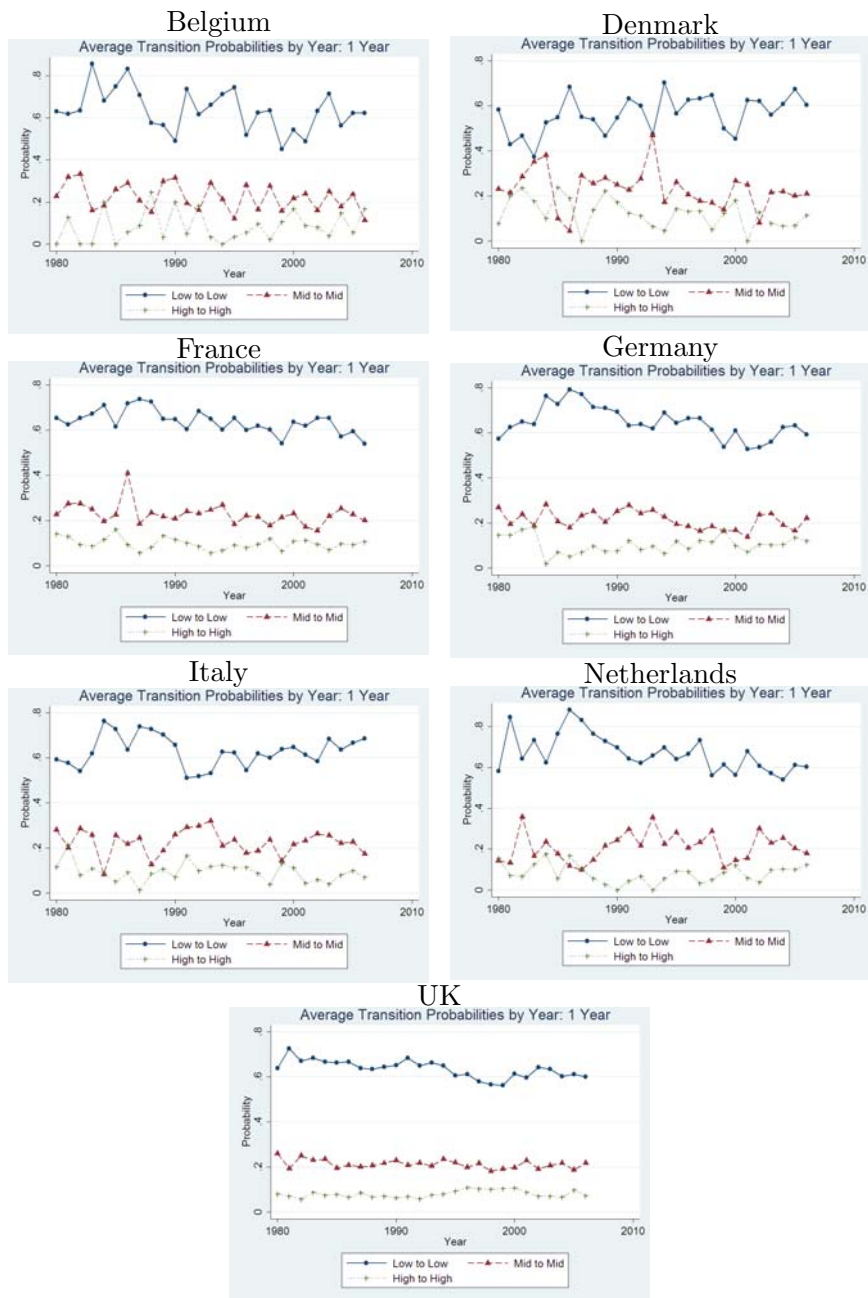 Belgium
Average Transition Probabilities by Year: 1 Year
Probability
.8
.6
.4
.2
0
1980 1990 2000 2010
Year
Low to Low Mid to Mid
High to High
Denmark
Average Transition Probabilities by Year: 1 Year
Probability
.8
.6
.4
.2
0
1980 1990 2000 2010
Year
Low to Low Mid to Mid
High to High
France
Average Transition Probabilities by Year: 1 Year
Probability
.8
.6
.4
.2
0
1980 1990 2000 2010
Year
Low to Low Mid to Mid
High to High
Germany
Average Transition Probabilities by Year: 1 Year
Probability
.8
.6
.4
.2
0
1980 1990 2000 2010
Year
Low to Low Mid to Mid
High to High
Italy
Average Transition Probabilities by Year: 1 Year
Probability
.8
.6
.4
.2
0
1980 1990 2000 2010
Year
Low to Low Mid to Mid
High to High
Netherlands
Average Transition Probabilities by Year: 1 Year
Probability
.8
.6
.4
.2
0
1980 1990 2000 2010
Year
Low to Low Mid to Mid
High to High
UK
Average Transition Probabilities by Year: 1 Year
Probability
.8
.6
.4
.2
0
1980 1990 2000 2010
Year
Low to Low Mid to Mid
High to High